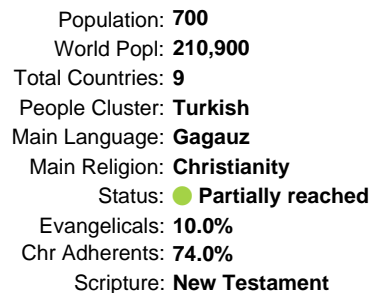 Population: 700
World Popl: 210,900
Total Countries: 9
People Cluster: Turkish
Main Language: Gagauz
Main Religion: Christianity
Status: Partially reached
Evangelicals: 10.0%
Chr Adherents: 74.0%
Scripture: New Testament